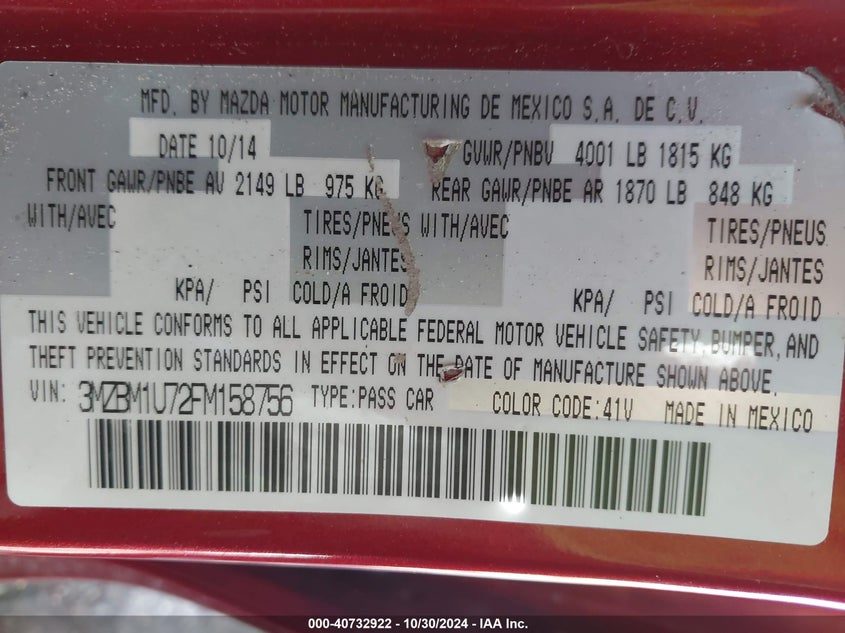 MFD. BY MAZDA MOTOR MANUFACTURING DE MEXICO S.A. DE C.V.
DATE 10/14 GVWR/PNBV 4001 LB 1815 KG
FRONT GAWR/PNBE AV 2149 LB 975 KG REAR GAWR/PNBE AR 1870 LB 848 KG
WITH/AVEC TIRES/PNEUS WITH/AVEC TIRES/PNEUS
RIMS/JANTES RIMS/JANTES
KPA/ PSI COLD/A FROID KPA/ PSI COLD/A FROID
THIS VEHICLE CONFORMS TO ALL APPLICABLE FEDERAL MOTOR VEHICLE SAFETY, BUMPER, AND
THEFT PREVENTION STANDARDS IN EFFECT ON THE DATE OF MANUFACTURE SHOWN ABOVE.
VIN: 3MZBM1U72FM158756 TYPE:PASS CAR COLOR CODE:41V MADE IN MEXICO
000-40732922 - 10/30/2024 - IAA Inc.